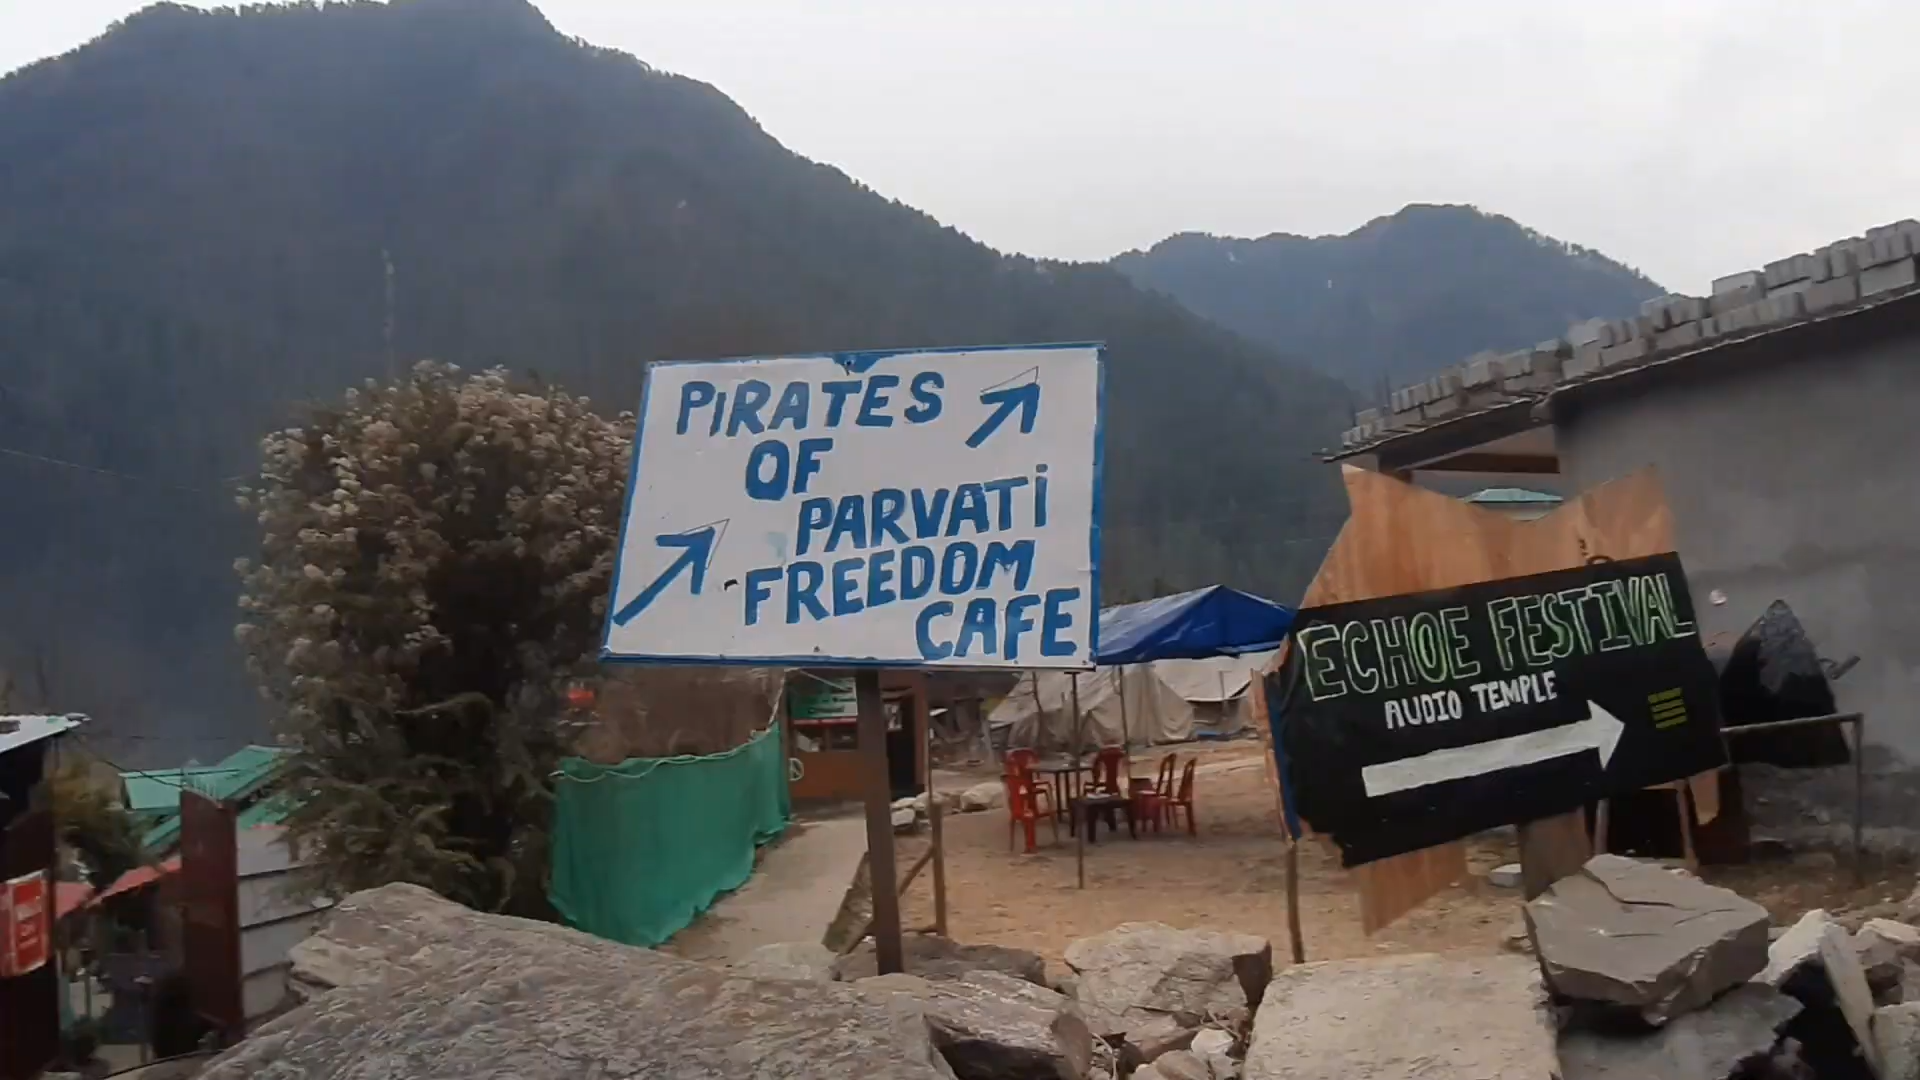 PIRATES
OF
PARVATI
FREEDOM
CAFE
ECHOE FESTIVAL
AUDIO TEMPLE